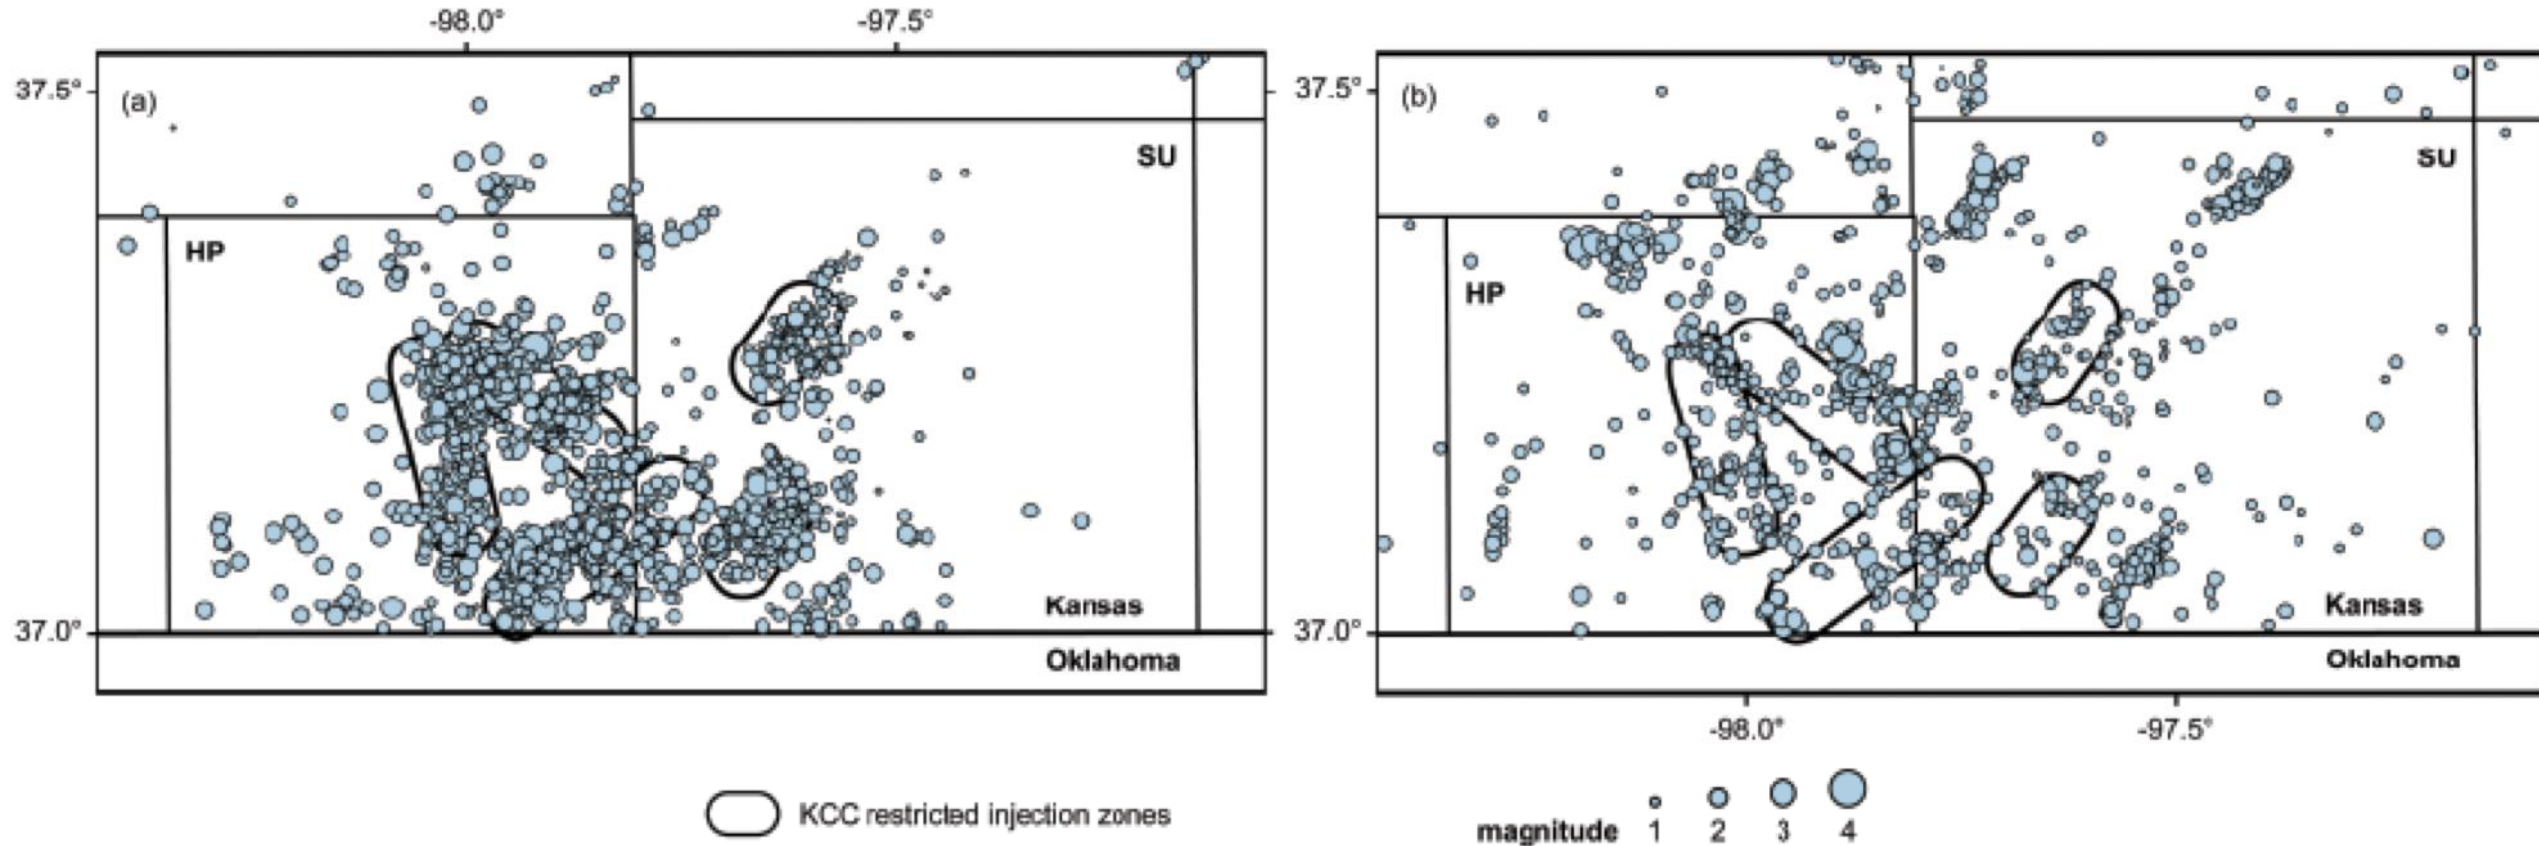 -98.0° -97.5°
37.5° (a) 37.5° (b)
SU SU
HP HP
Kansas Kansas
37.0° 37.0°
Oklahoma Oklahoma
-98.0° -97.5°
KCC restricted injection zones
magnitude 1 2 3 4